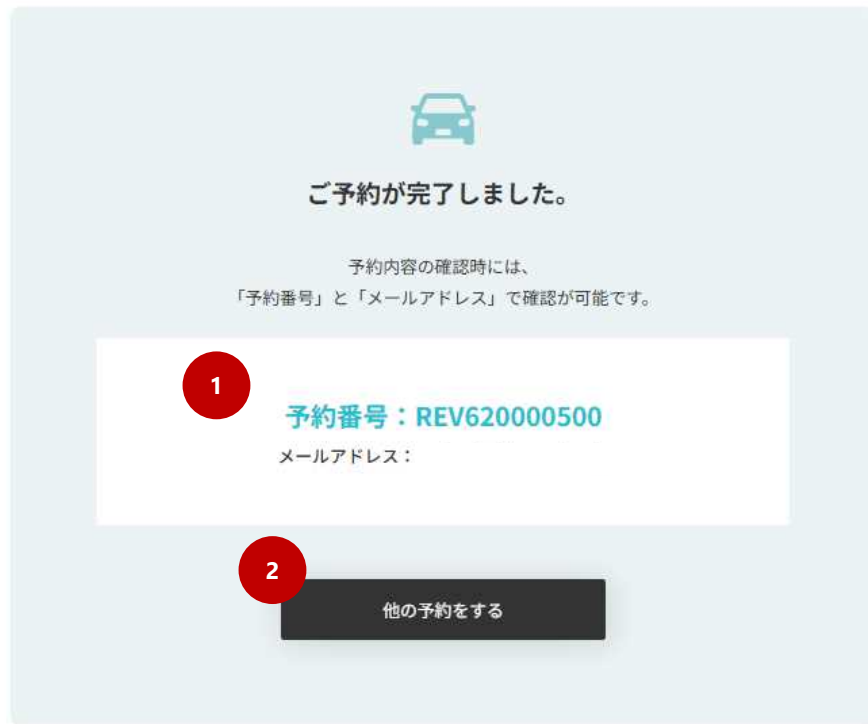 ご予約が完了しました。
予約内容の確認時には、
「予約番号」と「メールアドレス」で確認が可能です。
1
予約番号：REV620000500
メールアドレス：
2
他の予約をする